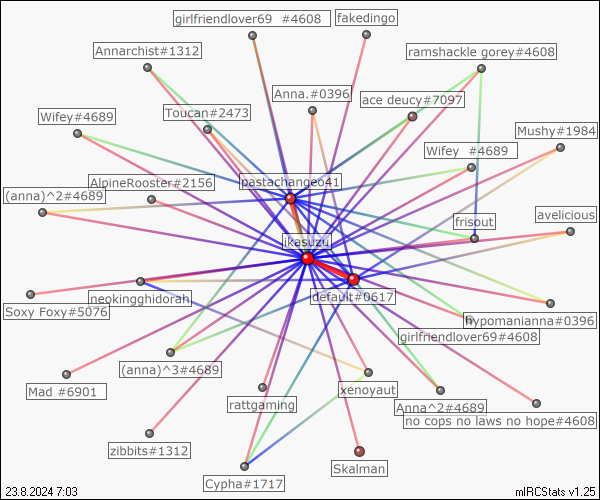 girlfriendlover69 #4608
fakedingo
Annarchist#1312
ramshackle gorey#4608
Anna.#0396
ace deucy#7097
Toucan#2473
Wifey#4689
Mushy#1984
Wifey #4689
AlpineRooster#2156
pastachangeo41
(anna)^2#4689
avelicious
frisout
ikasuzu
neokingghidorah
default#0617
Soxy Foxy#5076
hypomanianna#0396
girlfriendlover69#4608
(anna)^3#4689
Mad #6901
xenoyaut
rattgaming
Anna^2#4689
no cops no laws no hope#4608
zibbits#1312
Skalman
Cypha#1717
23.8.2024 7:03
mIRCStats v1.25